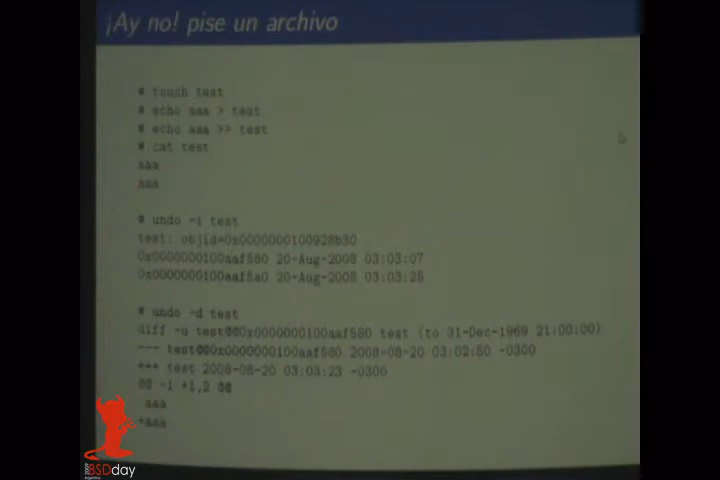 ¡Ay no! pise un archivo
# touch test
# echo aaa > test
# echo aaa >> test
# cat test
aaa
aaa
# undo -i test
test: objid=0x0000000100928b30
0x0000000100aaf580 20-Aug-2008 03:03:07
0x0000000100aaf5a0 20-Aug-2008 03:03:25
# undo -d test
diff -u test@@0x0000000100aaf580 test (to 31-Dec-1969 21:00:00)
--- test@@0x0000000100aaf580 2008-08-20 03:02:50 -0300
+++ test 2008-08-20 03:03:23 -0300
@@ -1 +1,2 @@
aaa
+aaa
BSDday
Argentina